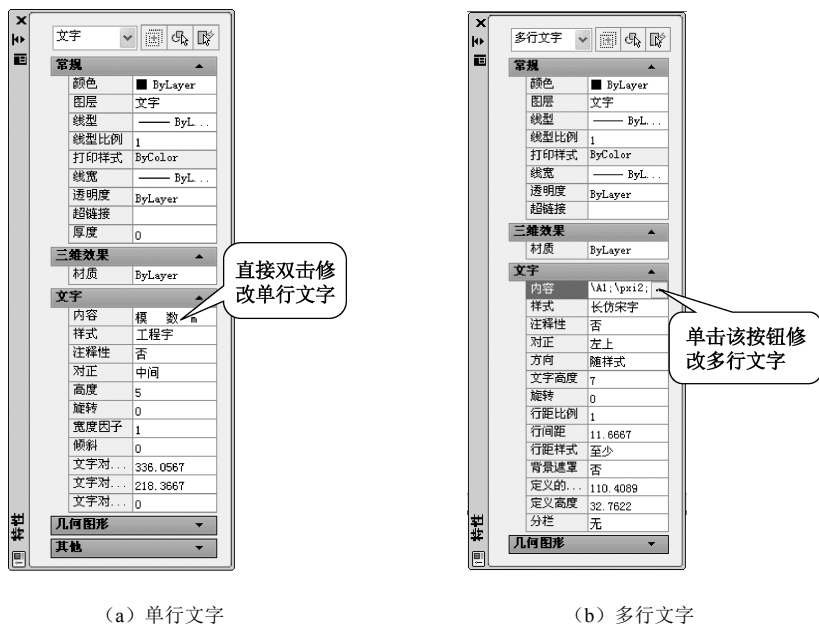 文字
常规
颜色 ByLayer
图层 文字
线型 ByL...
线型比例 1
打印样式 ByColor
线宽 ByL...
透明度 ByLayer
超链接
厚度 0
三维效果
材质 ByLayer
文字
内容 模 数 m
样式 工程字
注释性 否
对正 中间
高度 5
旋转 0
宽度因子 1
倾斜 0
文字对... 336.0567
文字对... 218.3667
文字对... 0
几何图形
其他
特性
直接双击修
改单行文字
（a）单行文字
多行文字
常规
颜色 ByLayer
图层 文字
线型 ByL...
线型比例 1
打印样式 ByColor
线宽 ByL...
透明度 ByLayer
超链接
三维效果
材质 ByLayer
文字
内容 \A1;\pxi2;
样式 长仿宋字
注释性 否
对正 左上
方向 随样式
文字高度 7
旋转 0
行距比例 1
行间距 11.6667
行距样式 至少
背景遮罩 否
定义的... 110.4089
定义高度 32.7622
分栏 无
几何图形
特性
单击该按钮修
改多行文字
（b）多行文字